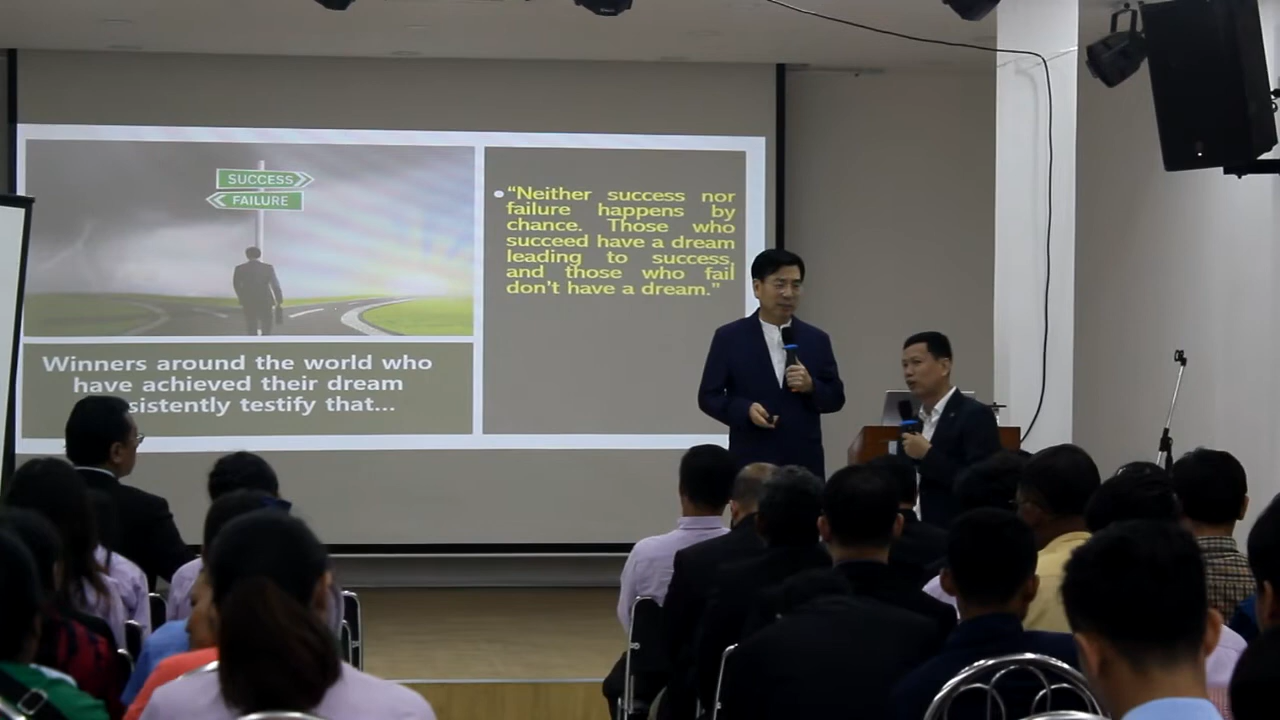 SUCCESS
FAILURE
Winners around the world who
have achieved their dream
sistently testify that...
“Neither success nor
failure happens by
chance. Those who
succeed have a dream
leading to success,
and those who fail
don't have a dream.”